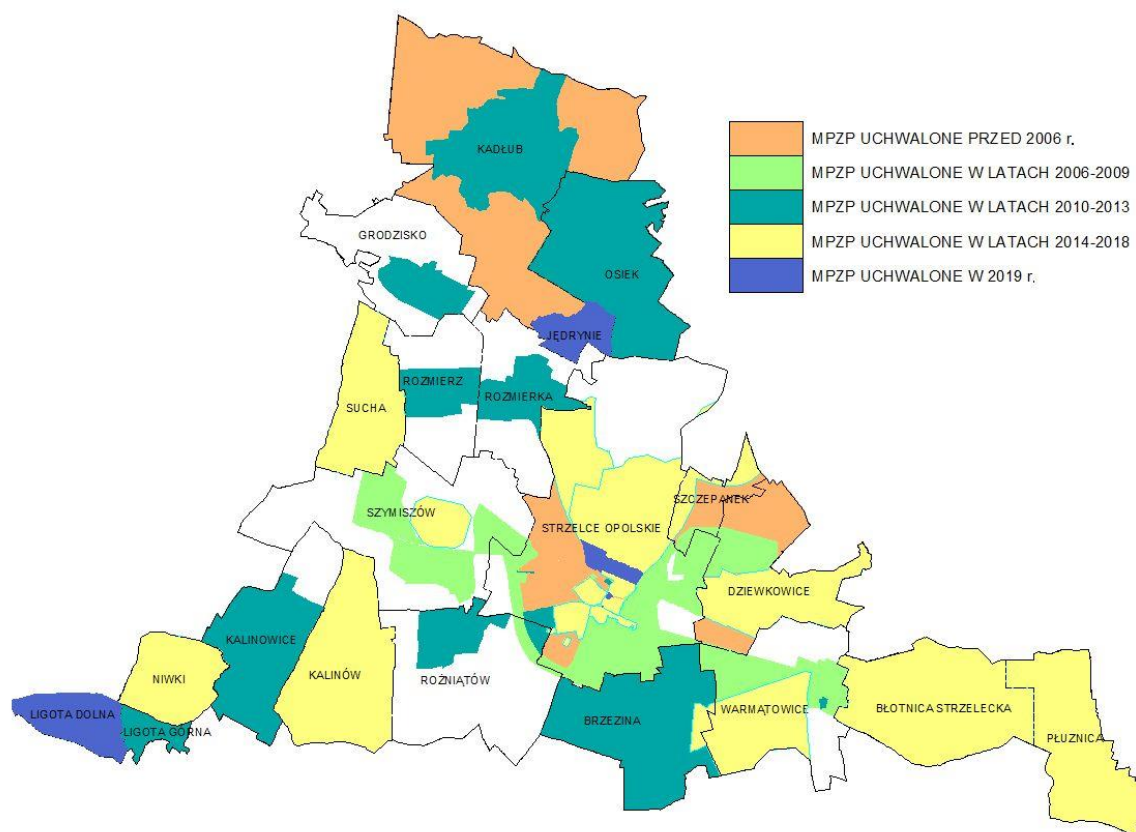 MPZP UCHWALONE PRZED 2006 r.
MPZP UCHWALONE W LATACH 2006-2009
MPZP UCHWALONE W LATACH 2010-2013
MPZP UCHWALONE W LATACH 2014-2018
MPZP UCHWALONE W 2019 r.
KADŁUB
GRODZISKO
OSIEK
JĘDRYNIE
ROZMIERZ
ROZMIERKA
SUCHA
SZCZEPANEK
SZYMISZÓW
STRZELCE OPOLSKIE
DZIEWKOWICE
KALINOWICE
NIWKI
KALINÓW
ROŻNIĄTÓW
LIGOTA DOLNA
LIGOTA GÓRNA
BRZEZINA
WARMĄTOWICE
BŁOTNICA STRZELECKA
PŁUZNICA